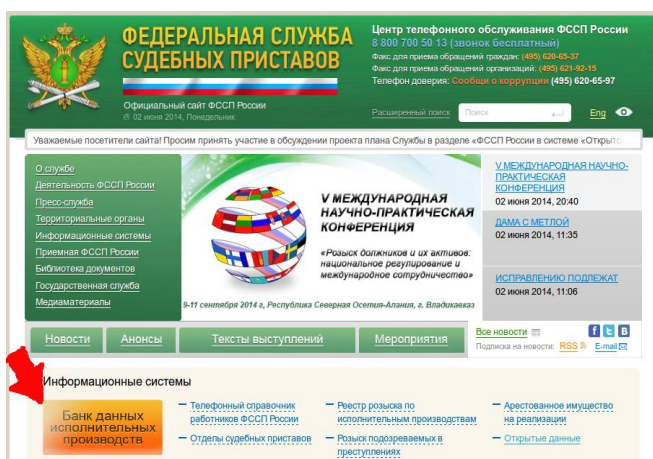 ФЕДЕРАЛЬНАЯ СЛУЖБА
СУДЕБНЫХ ПРИСТАВОВ
Официальный сайт ФССП России
02 июня 2014, Понедельник
Центр телефонного обслуживания ФССП России
8 800 700 50 13 (звонок бесплатный)
Факс для приема обращений граждан: (495) 620-65-37
Факс для приема обращений организаций: (495) 621-92-15
Телефон доверия: Сообщи о коррупции (495) 620-65-97
Расширенный поиск Поиск Eng
Уважаемые посетители сайта! Просим принять участие в обсуждении проекта плана Службы в разделе «ФССП России в системе «Открыто
О службе
Деятельность ФССП России
Пресс-служба
Территориальные органы
Информационные системы
Приемная ФССП России
Библиотека документов
Государственная служба
Медиаматериалы
V МЕЖДУНАРОДНАЯ
НАУЧНО-ПРАКТИЧЕСКАЯ
КОНФЕРЕНЦИЯ
«Розыск должников и их активов:
национальное регулирование и
международное сотрудничество»
9-11 сентября 2014 г, Республика Северная Осетия-Алания, г. Владикавказ
V МЕЖДУНАРОДНАЯ НАУЧНО-
ПРАКТИЧЕСКАЯ
КОНФЕРЕНЦИЯ
02 июня 2014, 20:40
ДАМА С МЕТЛОЙ
02 июня 2014, 11:35
ИСПРАВЛЕНИЮ ПОДЛЕЖАТ
02 июня 2014, 11:06
Новости Анонсы Тексты выступлений Мероприятия
Все новости
Подписка на новости: RSS E-mail
Информационные системы
Банк данных
исполнительных
производств
Телефонный справочник
работников ФССП России
Отделы судебных приставов
Реестр розыска по
исполнительным производствам
Розыск подозреваемых в
преступлениях
Арестованное имущество
на реализации
Открытые данные